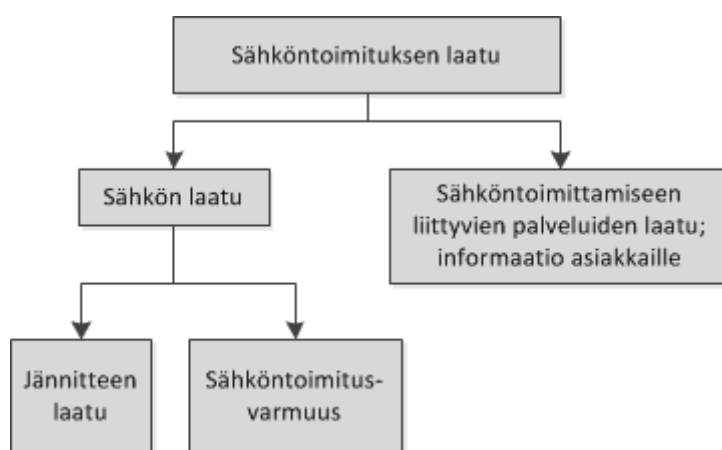 Sähköntoimituksen laatu
Sähkön laatu
Sähköntoimittamiseen
liittyvien palveluiden laatu;
informaatio asiakkaille
Jännitteen
laatu
Sähköntoimitus-
varmuus